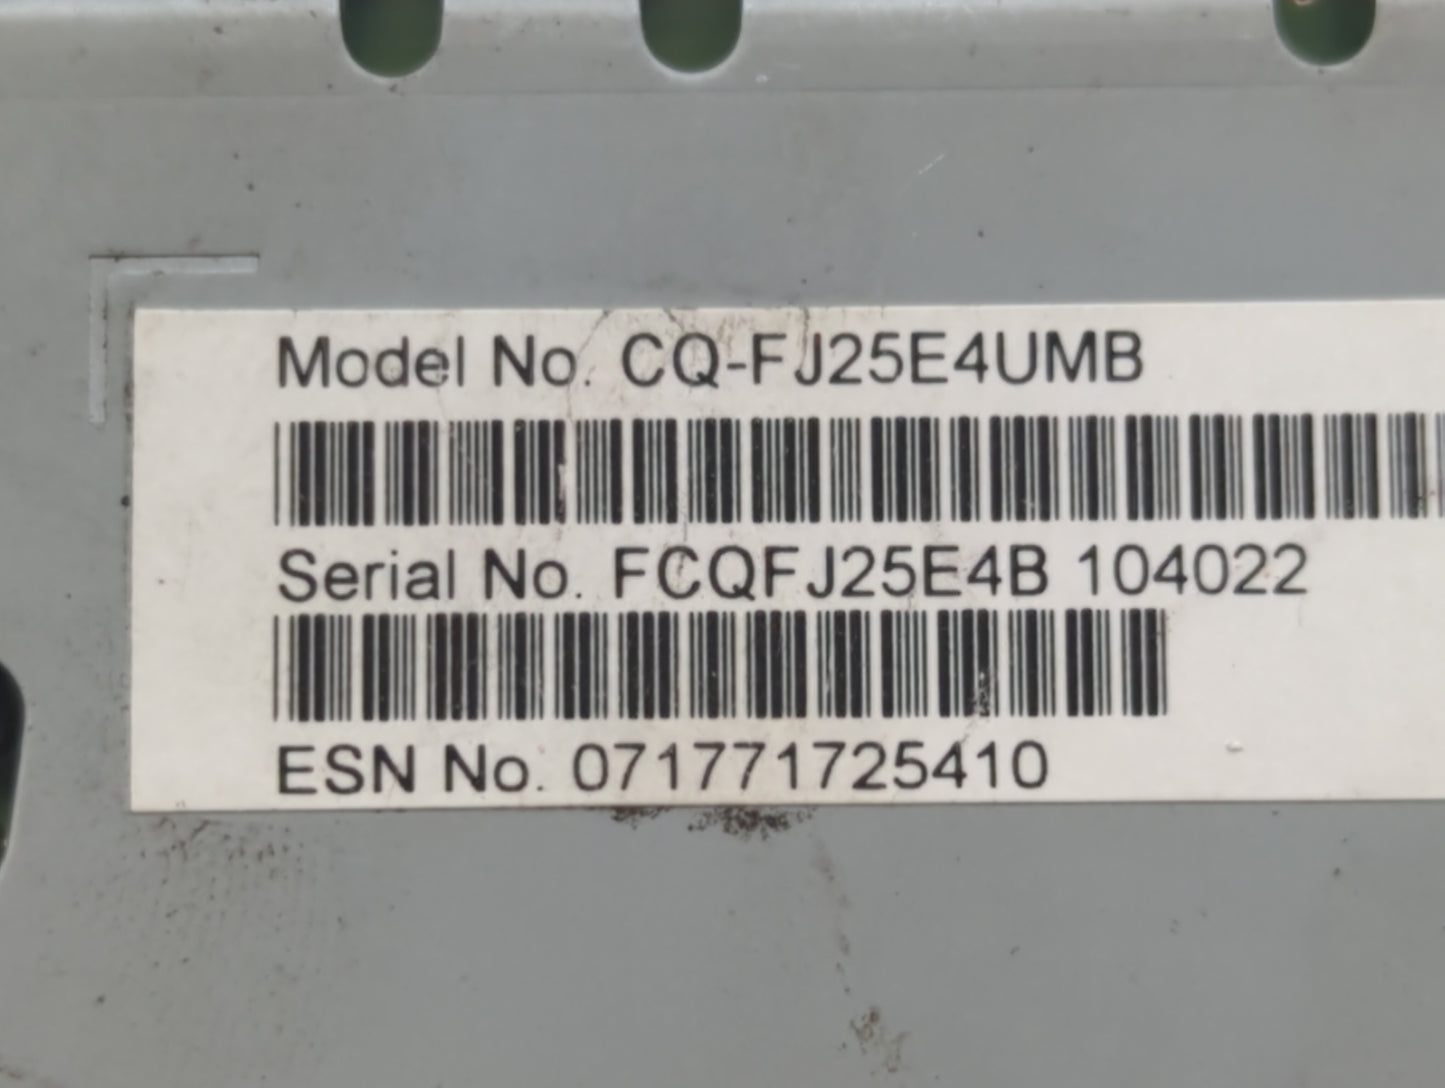 Model No. CQ-FJ25E4UMB
Serial No. FCQFJ25E4B 104022
ESN No. 071771725410